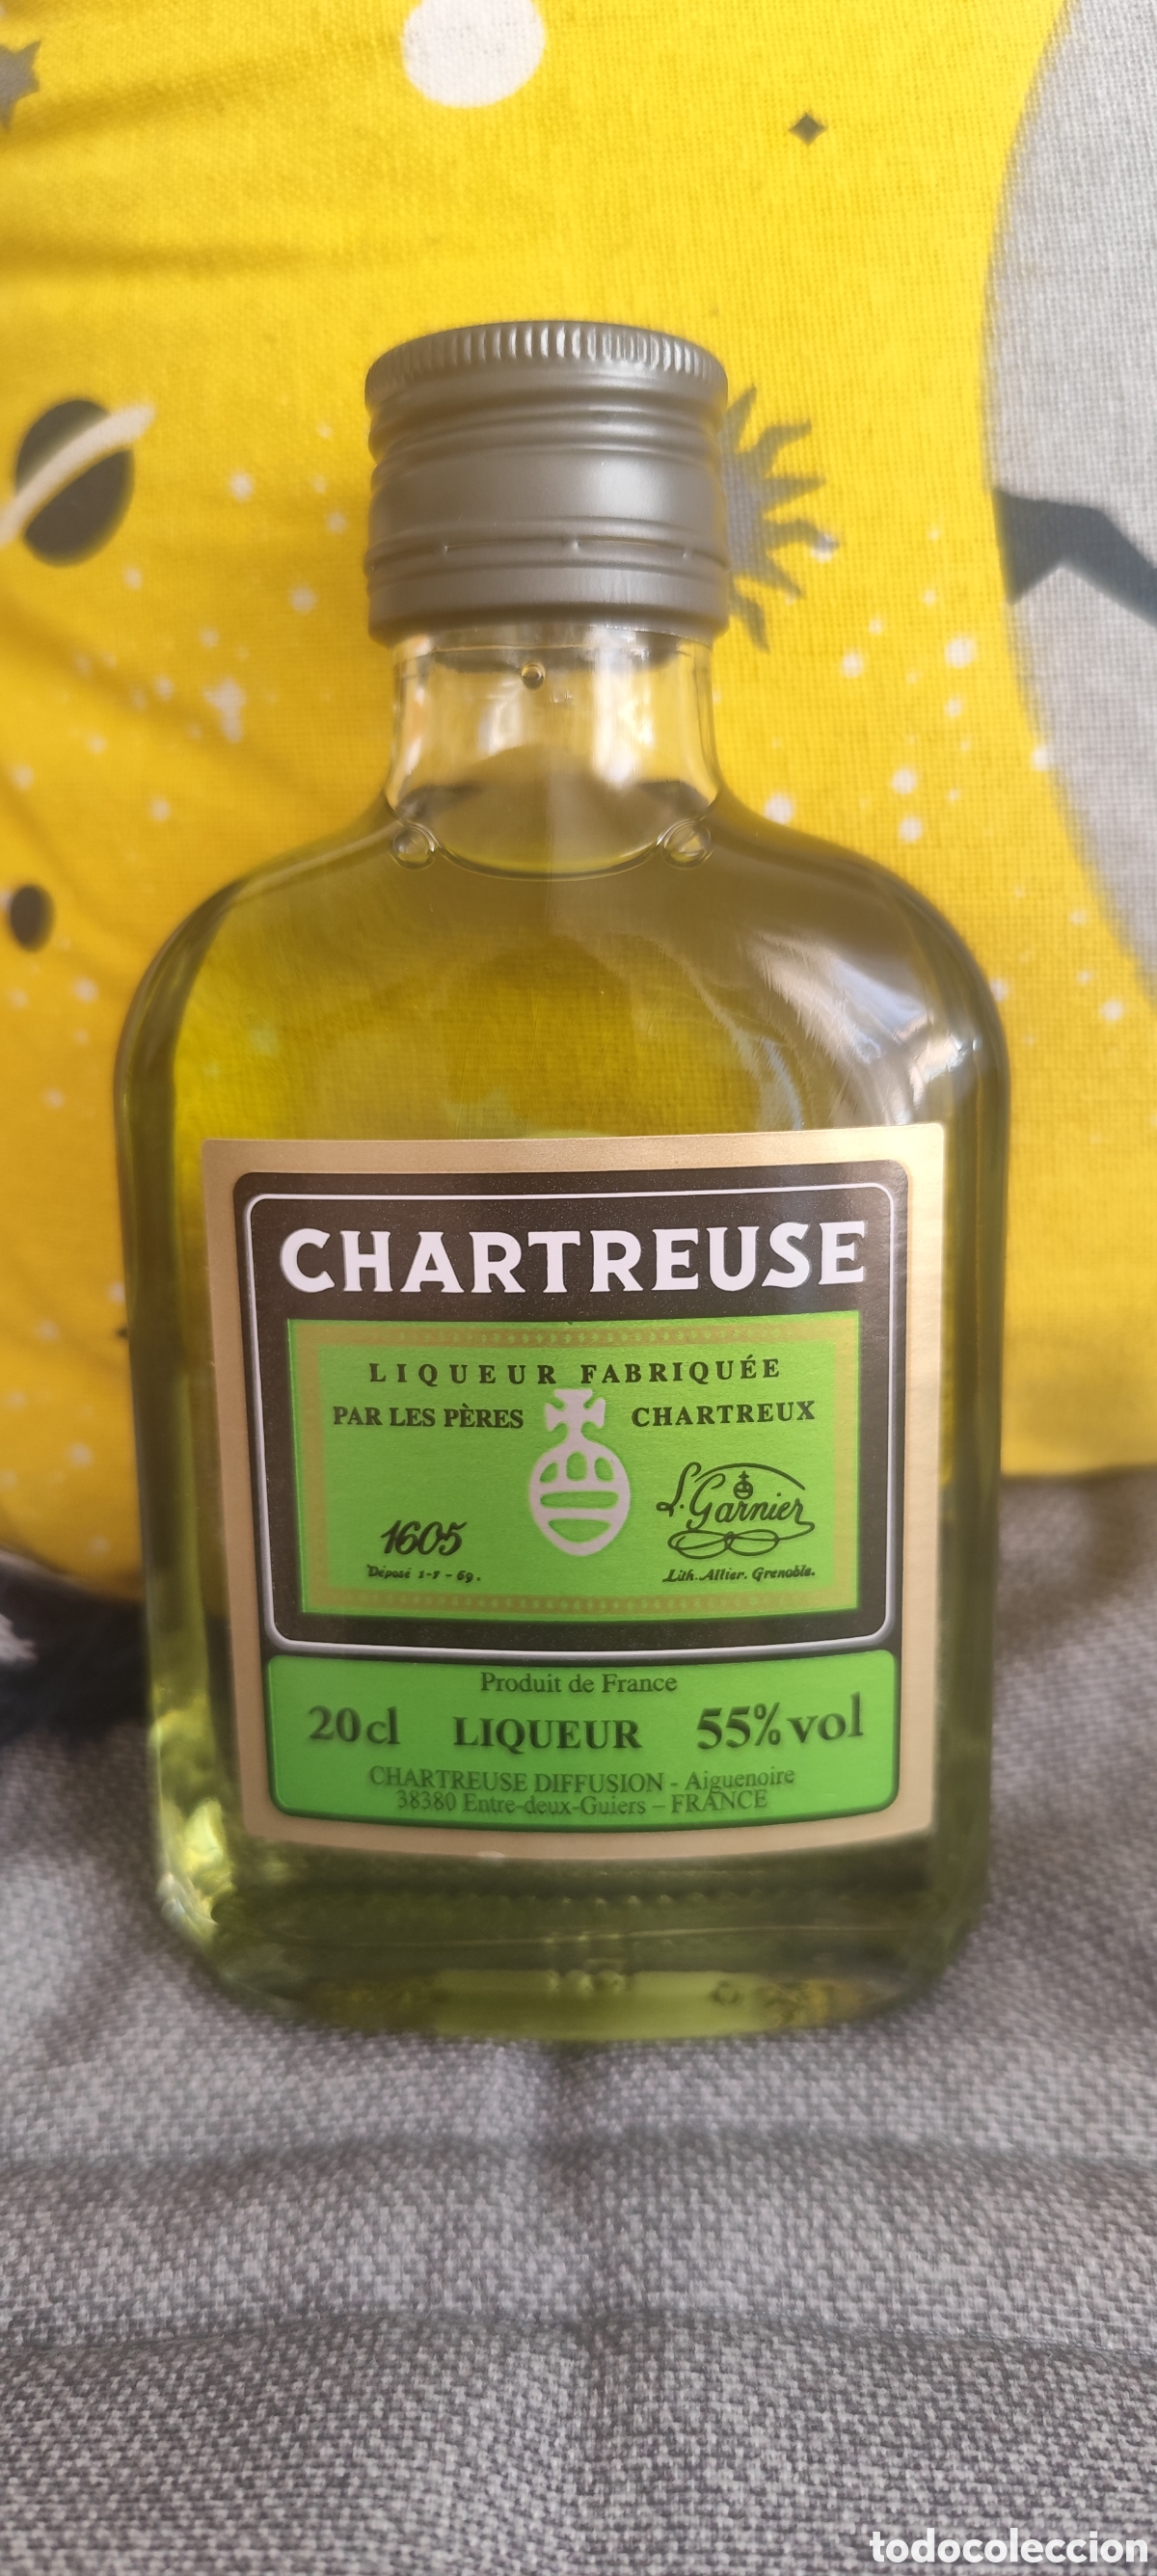 CHARTREUSE
LIQUEUR FABRIQUÉE
PAR LES PÈRES CHARTREUX
L. Garnier
1605
Déposé 1-7-69.
Lith. Allier. Grenoble.
Produit de France
20cl LIQUEUR 55% vol
CHARTREUSE DIFFUSION - Aiguenoire
38380 Entre-deux-Guiers – FRANCE
todocoleccion